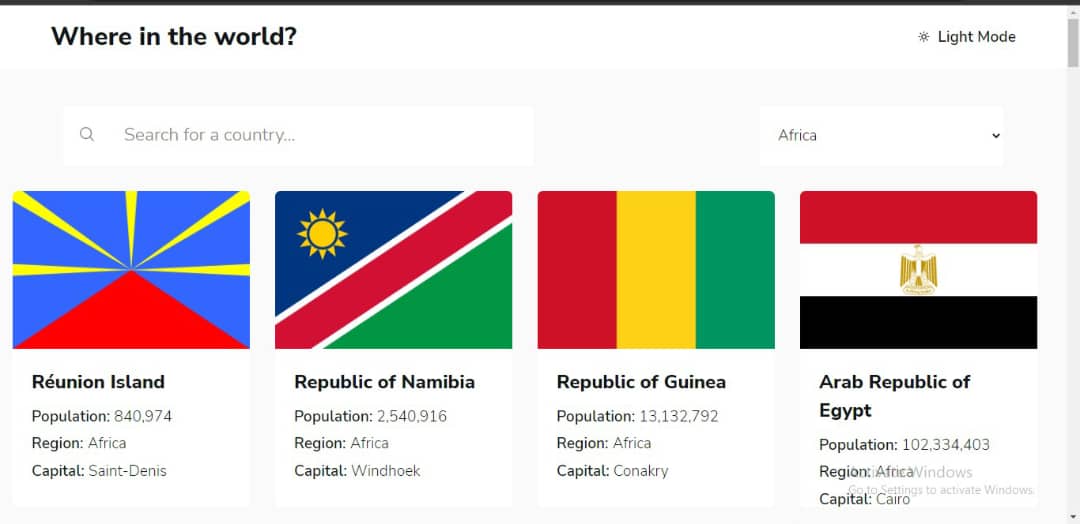 Where in the world?
Light Mode
Search for a country...
Africa
Réunion Island
Population: 840,974
Region: Africa
Capital: Saint-Denis
Republic of Namibia
Population: 2,540,916
Region: Africa
Capital: Windhoek
Republic of Guinea
Population: 13,132,792
Region: Africa
Capital: Conakry
Arab Republic of
Egypt
Population: 102,334,403
Region: Africa
Capital: Cairo
Activate Windows
Go to Settings to activate Windows.